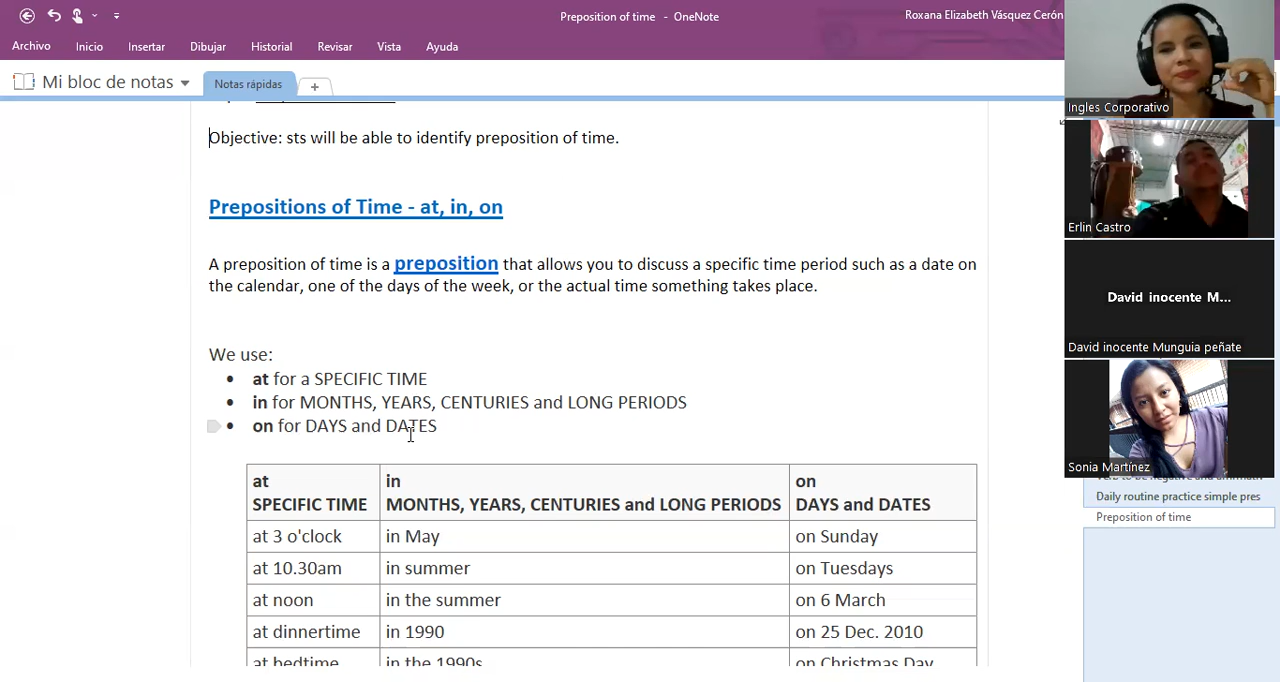 Preposition of time - OneNote
Roxana Elizabeth Vásquez Cerón
Archivo Inicio Insertar Dibujar Historial Revisar Vista Ayuda
Mi bloc de notas
Notas rápidas
+
Objective: sts will be able to identify preposition of time.
Prepositions of Time - at, in, on
A preposition of time is a preposition that allows you to discuss a specific time period such as a date on
the calendar, one of the days of the week, or the actual time something takes place.
We use:
• at for a SPECIFIC TIME
• in for MONTHS, YEARS, CENTURIES and LONG PERIODS
• on for DAYS and DATES
at in on
SPECIFIC TIME MONTHS, YEARS, CENTURIES and LONG PERIODS DAYS and DATES
at 3 o'clock in May on Sunday
at 10.30am in summer on Tuesdays
at noon in the summer on 6 March
at dinnertime in 1990 on 25 Dec. 2010
at bedtime in the 1990s on Christmas Day
Ingles Corporativo
Erlin Castro
David inocente M...
David inocente Munguia peñate
Sonia Martínez
Daily routine practice simple pres
Preposition of time